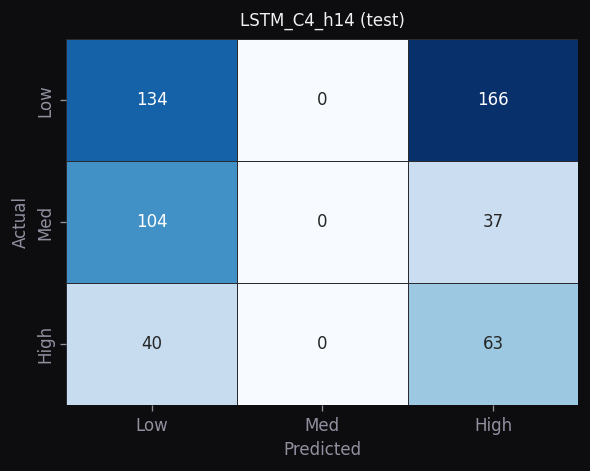 LSTM_C4_h14 (test)
Actual
Low
134
0
166
Med
104
0
37
High
40
0
63
Low
Med
High
Predicted